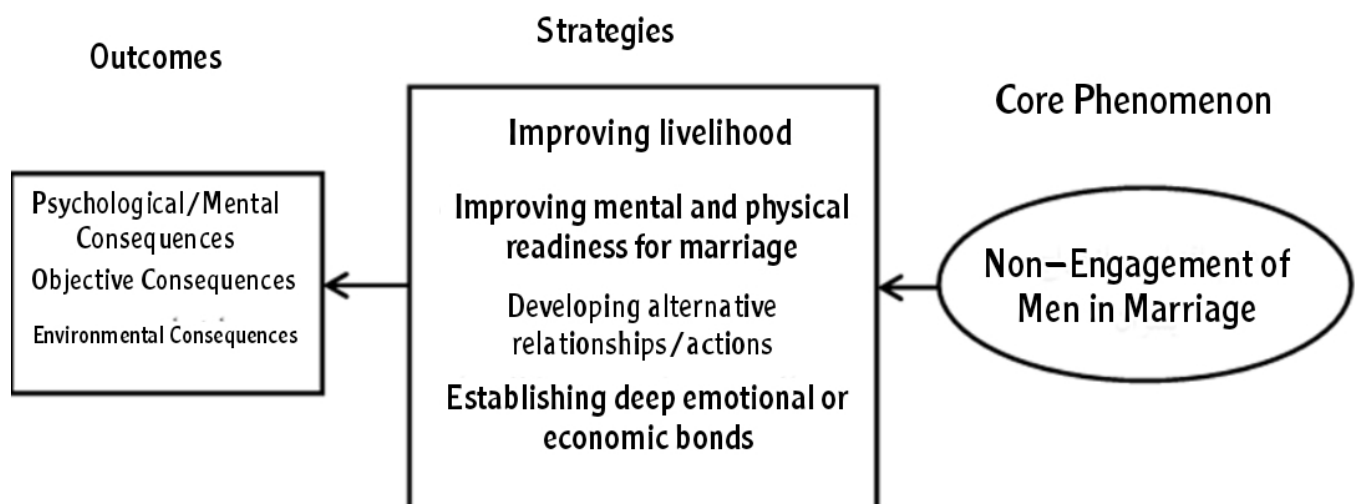 Outcomes
Psychological/Mental
Consequences
Objective Consequences
Environmental Consequences
Strategies
Improving livelihood
Improving mental and physical
readiness for marriage
Developing alternative
relationships/actions
Establishing deep emotional or
economic bonds
Core Phenomenon
Non—Engagement of
Men in Marriage